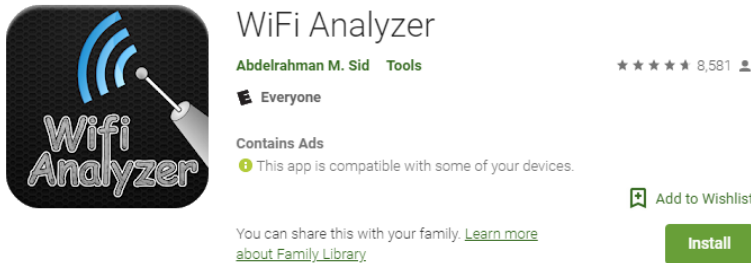 Wifi
Analyzer
WiFi Analyzer
Abdelrahman M. Sid Tools
8,581
E Everyone
Contains Ads
This app is compatible with some of your devices.
Add to Wishlist
You can share this with your family. Learn more
about Family Library
Install